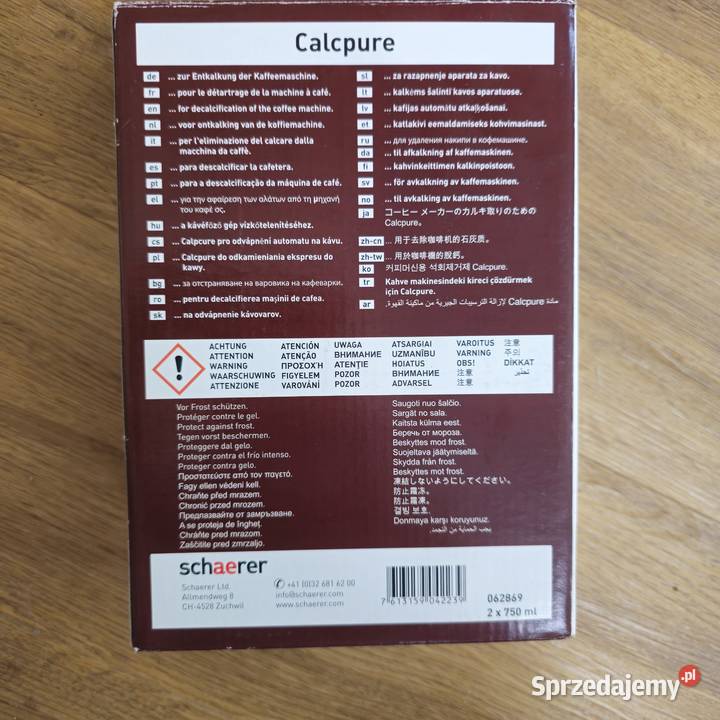 Calcpure
de ... zur Entkalkung der Kaffeemaschine.
fr ... pour le détartrage de la machine à café.
en ... for decalcification of the coffee machine.
nl ... voor entkalking van de koffiemachine.
it ... per l'eliminazione del calcare dalla
macchina da caffè.
es ... para descalcificar la cafetera.
pt ... para a descalcificação da máquina de café.
el ... για την αφαίρεση των αλάτων από τη μηχανή
του καφέ σς.
hu ... a kávéfőző gép vízkőtelenítéséhez.
cs ... Calcpure pro odvápnění automatu na kávu.
pl ... Calcpure do odkamieniania ekspresu do
kawy.
bg ... за отстраняване на варовика на кафеварки.
ro ... pentru decalcifierea mașinii de cafea.
sk ... na odvápnenie kávovarov.
sl ... za razapnenje aparata za kavo.
lt ... kalkėms šalinti kavos aparatuose.
lv ... kafijas automātu atkaļķošanai.
et ... katlakivi eemaldamiseks kohvimasinast.
ru ... для удаления накипи в кофемашине.
da ... til afkalkning af kaffemaskinen.
fi ... kahvinkeittimen kalkinpoistoon.
sv ... för avkalkning av kaffemaskinen.
no ... til avkalking av kaffemaskinen.
ja コーヒー メーカーのカルキ取りのための
Calcpure。
zh-cn ... 用于去除咖啡机的石灰质。
zh-tw ... 用於咖啡機的脫鈣。
ko 커피머신용 석회제거제 Calcpure.
tr Kahve makinesindeki kireci çözdürmek
için Calcpure.
ar مادة Calcpure لإزالة الترسيبات الجيرية من ماكينة القهوة.
ACHTUNG ATENCIÓN UWAGA ATSARGIAI VAROITUS 注意
ATTENTION ATENÇÃO ВНИМАНИЕ UZMANĪBU VARNING 주의
WARNING ΠΡΟΣΟΧΉ ATENȚIE HOIATUS OBS! DİKKAT
WAARSCHUWING FIGYELEM POZOR ВНИМАНИЕ 注意 تحذير
ATTENZIONE VAROVÁNÍ POZOR ADVARSEL 注意
Vor Frost schützen.
Protéger contre le gel.
Protect against frost.
Tegen vorst beschermen.
Proteggere dal gelo.
Proteger contra el frío intenso.
Proteger contra gelo.
Προστατεύστε από τον παγετό.
Fagy ellen védeni kell.
Chraňte před mrazem.
Chronić przed mrozem.
Предпазвайте от замръзване.
A se proteja de îngheț.
Chráňte pred mrazom.
Zaščitite pred zmrzaljo.
Saugoti nuo šalčio.
Sargāt no sala.
Kaitsta külma eest.
Беречь от мороза.
Beskyttes mod frost.
Suojeltava jäätymiseltä.
Skydda från frost.
Beskyttes mot frost.
凍結しないようにしてください。
防止霜冻。
防止霜凍。
결빙 보호.
Donmaya karşı koruyunuz.
يجب الحماية من التجمد.
schaerer
Schaerer Ltd.
Allmendweg 8
CH-4528 Zuchwil
✆ +41 (0)32 681 62 00
info@schaerer.com
www.schaerer.com
7 613159 042239
062869
2 x 750 ml
Sprzedajemy.pl